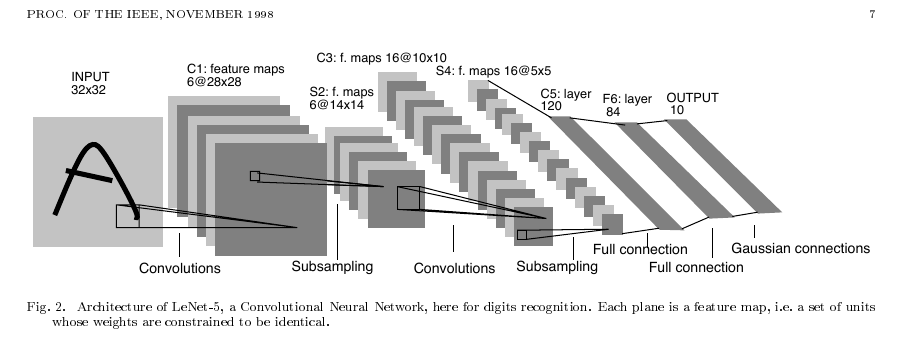 PROC. OF THE IEEE, NOVEMBER 1998 7
C3: f. maps 16@10x10
INPUT
32x32
C1: feature maps
6@28x28
S2: f. maps
6@14x14
S4: f. maps 16@5x5
C5: layer
120
F6: layer
84
OUTPUT
10
A
Convolutions
Subsampling
Convolutions
Subsampling
Full connection
Full connection
Gaussian connections
Fig. 2. Architecture of LeNet-5, a Convolutional Neural Network, here for digits recognition. Each plane is a feature map, i.e. a set of units
whose weights are constrained to be identical.